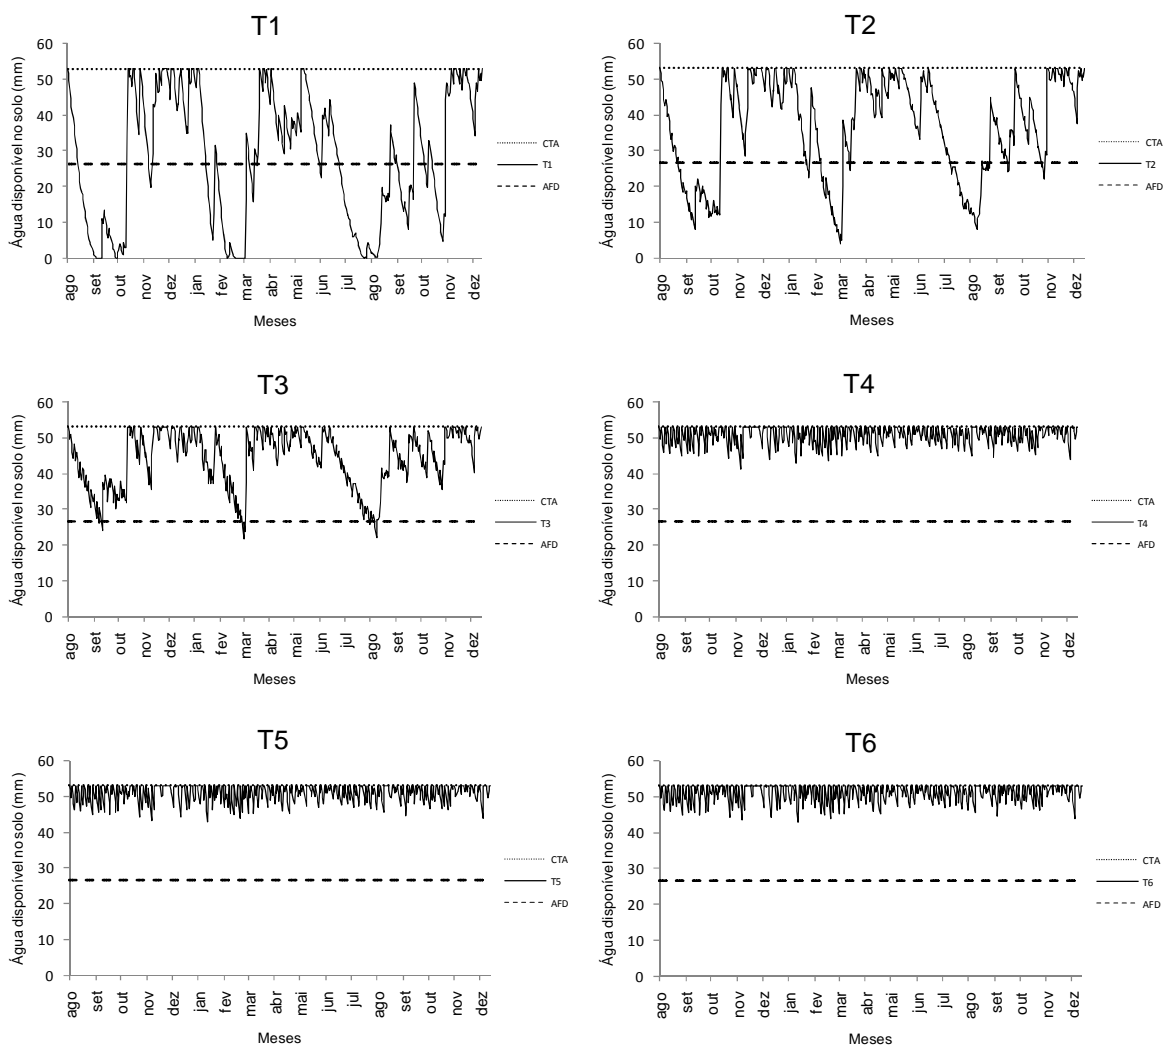 T1
Água disponível no solo (mm)
60
50
40
30
20
10
0
ago
set
out
nov
dez
jan
fev
mar
abr
mai
jun
jul
ago
set
out
nov
dez
Meses
CTA
T1
AFD
T2
Água disponível no solo (mm)
60
50
40
30
20
10
0
ago
set
out
nov
dez
jan
fev
mar
abr
mai
jun
jul
ago
set
out
nov
dez
Meses
CTA
T2
AFD
T3
Água disponível no solo (mm)
60
50
40
30
20
10
0
ago
set
out
nov
dez
jan
fev
mar
abr
mai
jun
jul
ago
set
out
nov
dez
Meses
CTA
T3
AFD
T4
Água disponível no solo (mm)
60
50
40
30
20
10
0
ago
set
out
nov
dez
jan
fev
mar
abr
mai
jun
jul
ago
set
out
nov
dez
Meses
CTA
T4
AFD
T5
Água disponível no solo (mm)
60
50
40
30
20
10
0
ago
set
out
nov
dez
jan
fev
mar
abr
mai
jun
jul
ago
set
out
nov
dez
Meses
CTA
T5
AFD
T6
Água disponível no solo (mm)
60
50
40
30
20
10
0
ago
set
out
nov
dez
jan
fev
mar
abr
mai
jun
jul
ago
set
out
nov
dez
Meses
CTA
T6
AFD